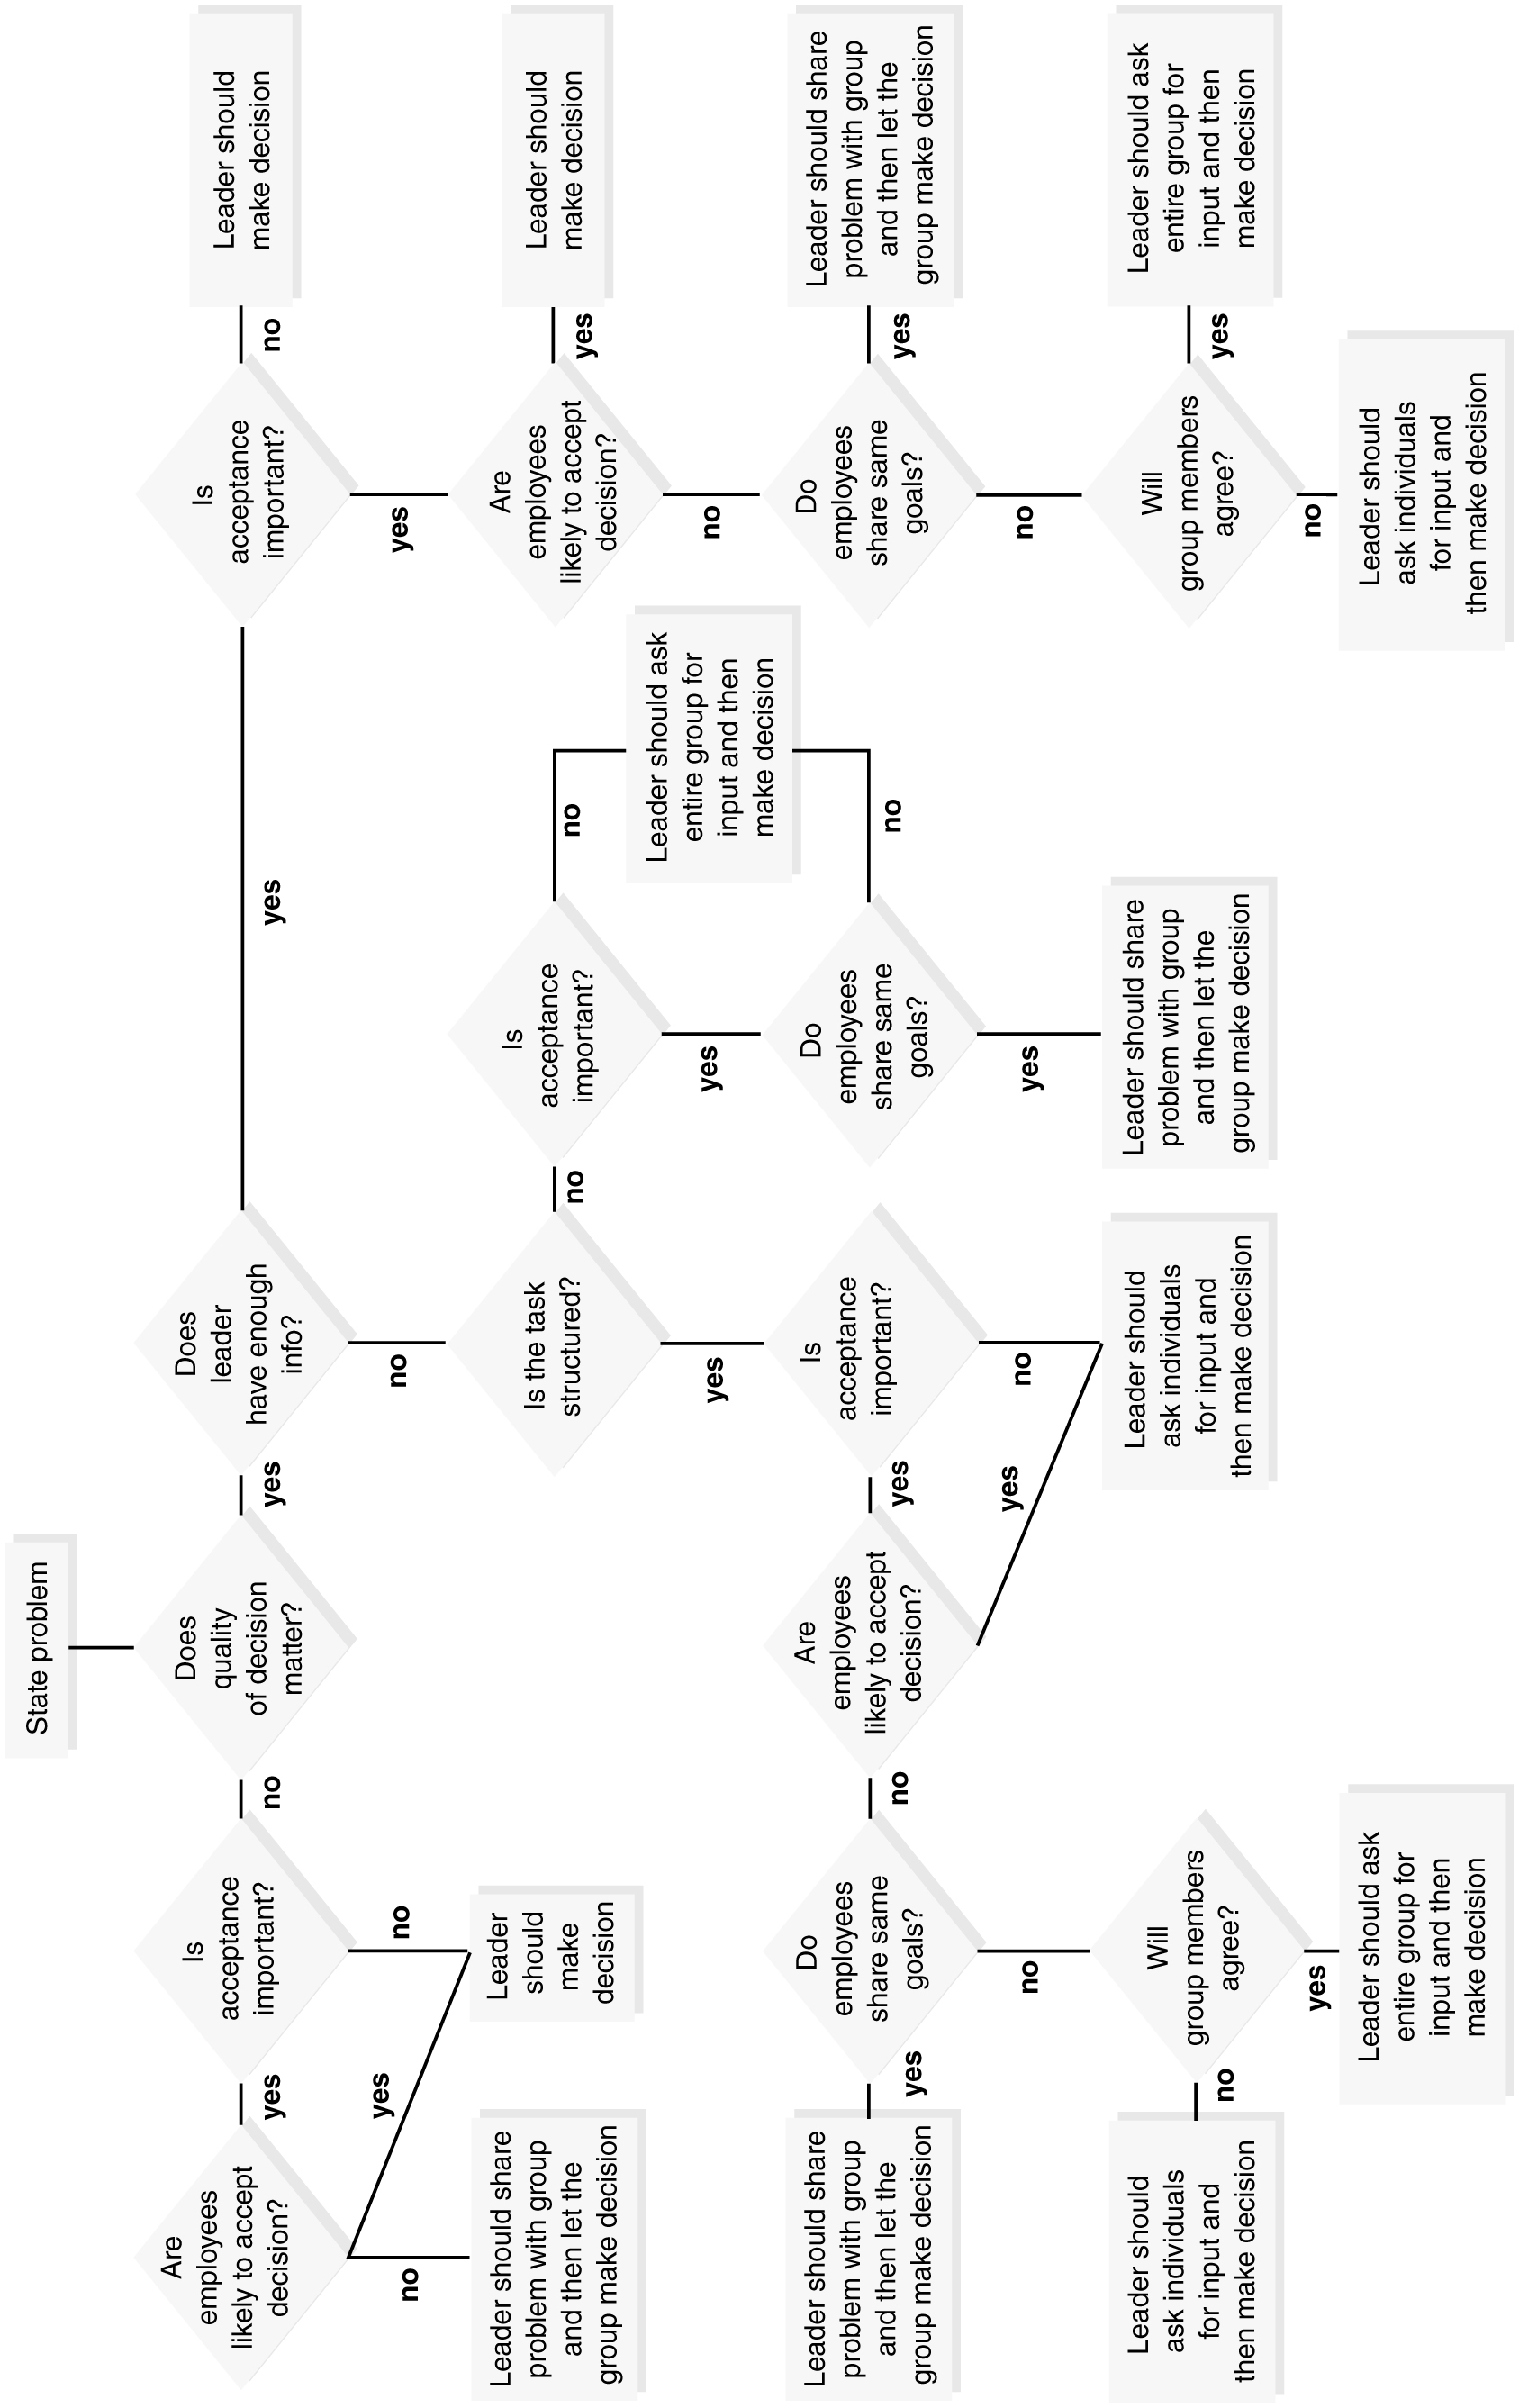 State problem
Are
employees
likely to accept
decision?
yes
Is
acceptance
important?
no
Does
quality
of decision
matter?
yes
Does
leader
have enough
info?
yes
Is
acceptance
important?
no
Leader should
make decision
no
yes
no
no
yes
Leader should share
problem with group
and then let the
group make decision
Leader
should
make
decision
Is the task
structured?
no
Is
acceptance
important?
no
Leader should ask
entire group for
input and then
make decision
Are
employees
likely to accept
decision?
yes
Leader should
make decision
yes
yes
no
Leader should share
problem with group
and then let the
group make decision
yes
Do
employees
share same
goals?
no
Are
employees
likely to accept
decision?
yes
Is
acceptance
important?
Do
employees
share same
goals?
no
Do
employees
share same
goals?
yes
Leader should share
problem with group
and then let the
group make decision
no
yes
no
yes
no
Leader should
ask individuals
for input and
then make decision
no
Will
group members
agree?
Leader should
ask individuals
for input and
then make decision
Leader should share
problem with group
and then let the
group make decision
Will
group members
agree?
yes
Leader should ask
entire group for
input and then
make decision
yes
no
Leader should ask
entire group for
input and then
make decision
Leader should
ask individuals
for input and
then make decision